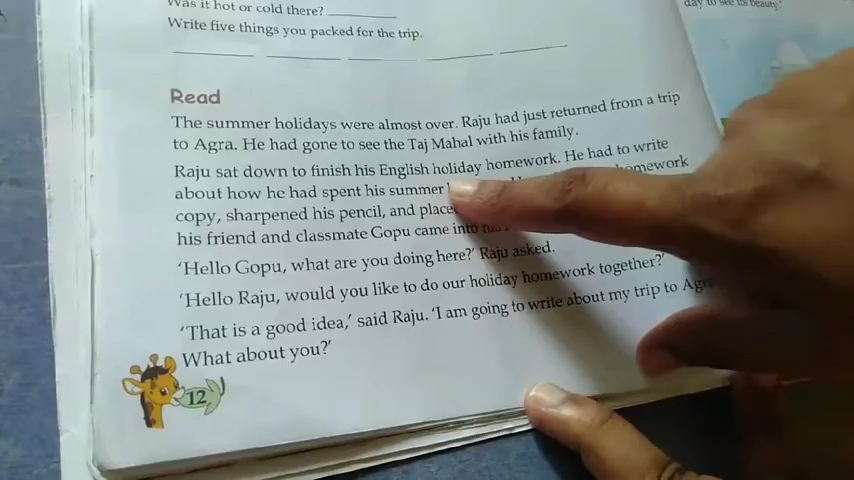 Was it hot or cold there?
Write five things you packed for the trip.
day to see its beauty!
Read
The summer holidays were almost over. Raju had just returned from a trip
to Agra. He had gone to see the Taj Mahal with his family.
Raju sat down to finish his English holiday homework. He had to write
about how he had spent his summer homework
copy, sharpened his pencil, and place
his friend and classmate Gopu came into his
'Hello Gopu, what are you doing here?' Raju asked.
'Hello Raju, would you like to do our holiday homework together?'
'That is a good idea,' said Raju. 'I am going to write about my trip to Agra.
What about you?'
12